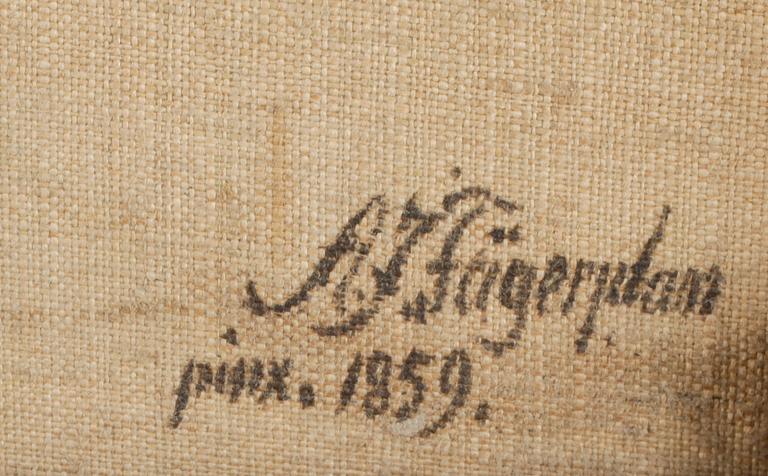 A J Fägerplan
pinx. 1859.